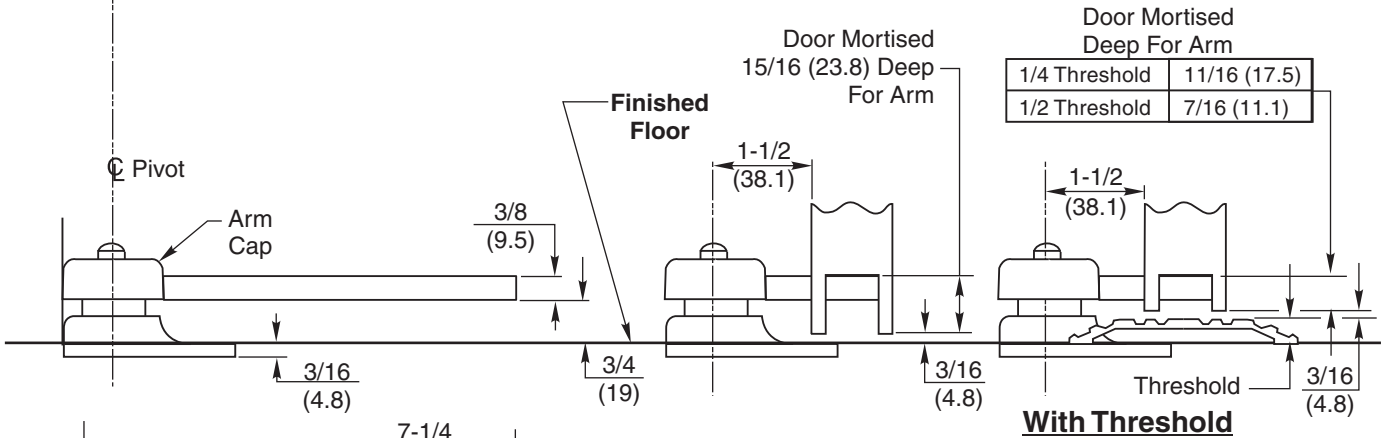 Door Mortised
15/16 (23.8) Deep
For Arm
Door Mortised
Deep For Arm
1/4 Threshold 11/16 (17.5)
1/2 Threshold 7/16 (11.1)
Finished
Floor
℄ Pivot
Arm
Cap
3/8
(9.5)
1-1/2
(38.1)
1-1/2
(38.1)
3/16
(4.8)
3/4
(19)
3/16
(4.8)
Threshold
3/16
(4.8)
With Threshold
7-1/4